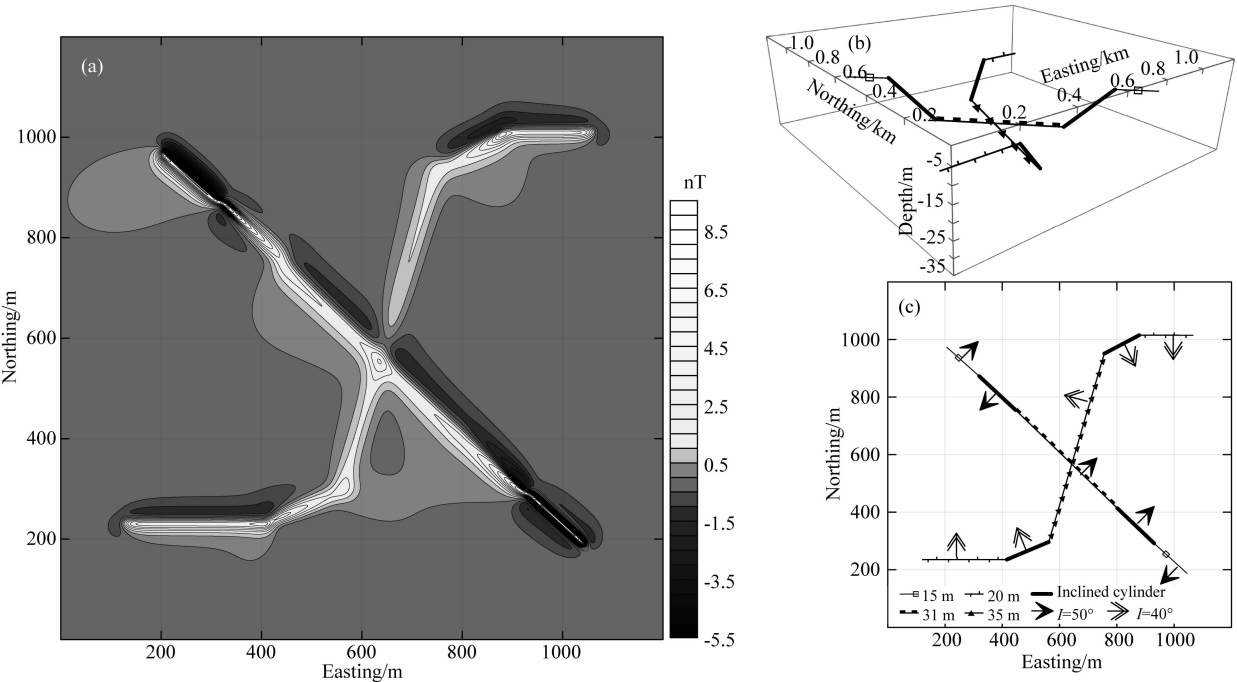 (a)
1000
800
600
400
200
Northing/m
200 400 600 800 1000
Easting/m
nT
8.5
6.5
4.5
2.5
0.5
-1.5
-3.5
-5.5
(b)
1.0
0.8
0.6
0.4
0.2
Northing/km
Easting/km
0.2
0.4
0.6
0.8
1.0
Depth/m
-5
-15
-25
-35
(c)
1000
800
600
400
200
Northing/m
15 m 20 m Inclined cylinder
31 m 35 m I=50° I=40°
200 400 600 800 1000
Easting/m